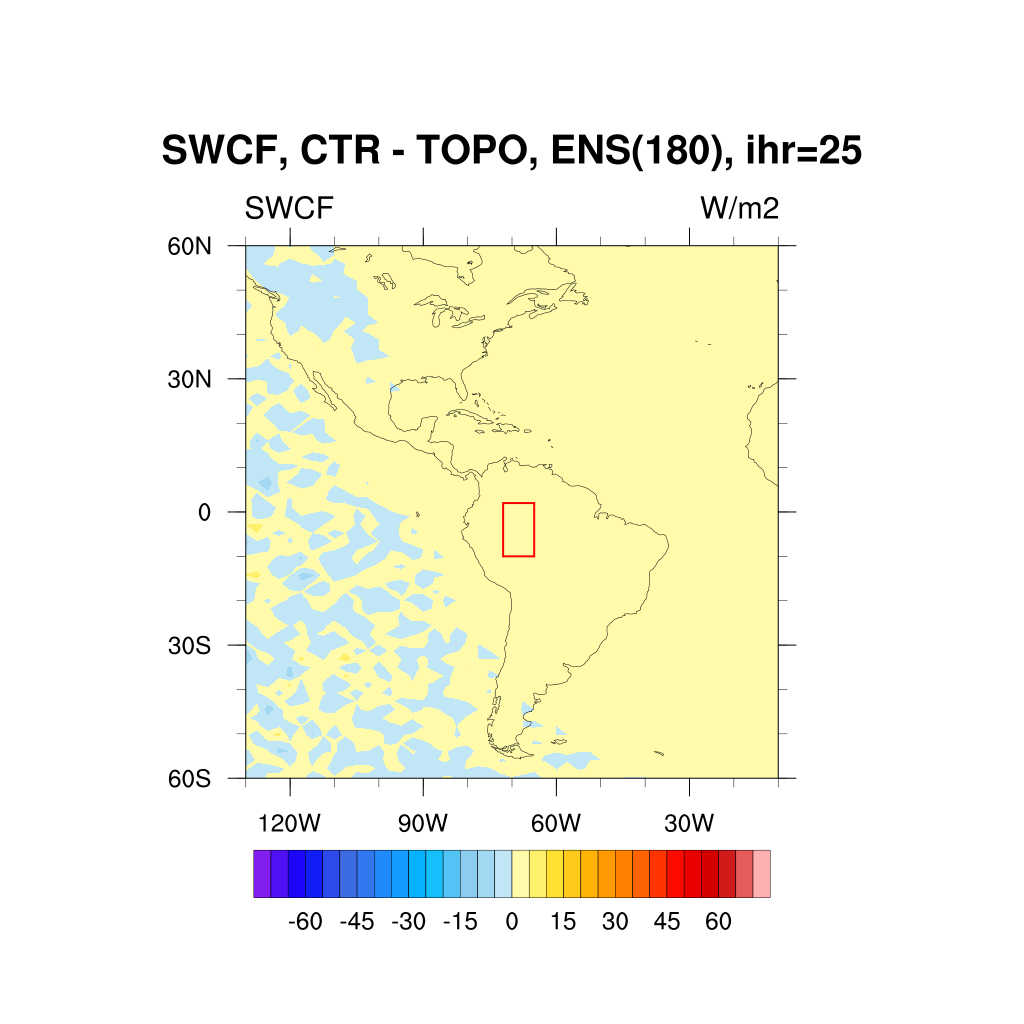 SWCF, CTR - TOPO, ENS(180), ihr=25
SWCF W/m2
60N
30N
0
30S
60S
120W 90W 60W 30W
-60 -45 -30 -15 0 15 30 45 60